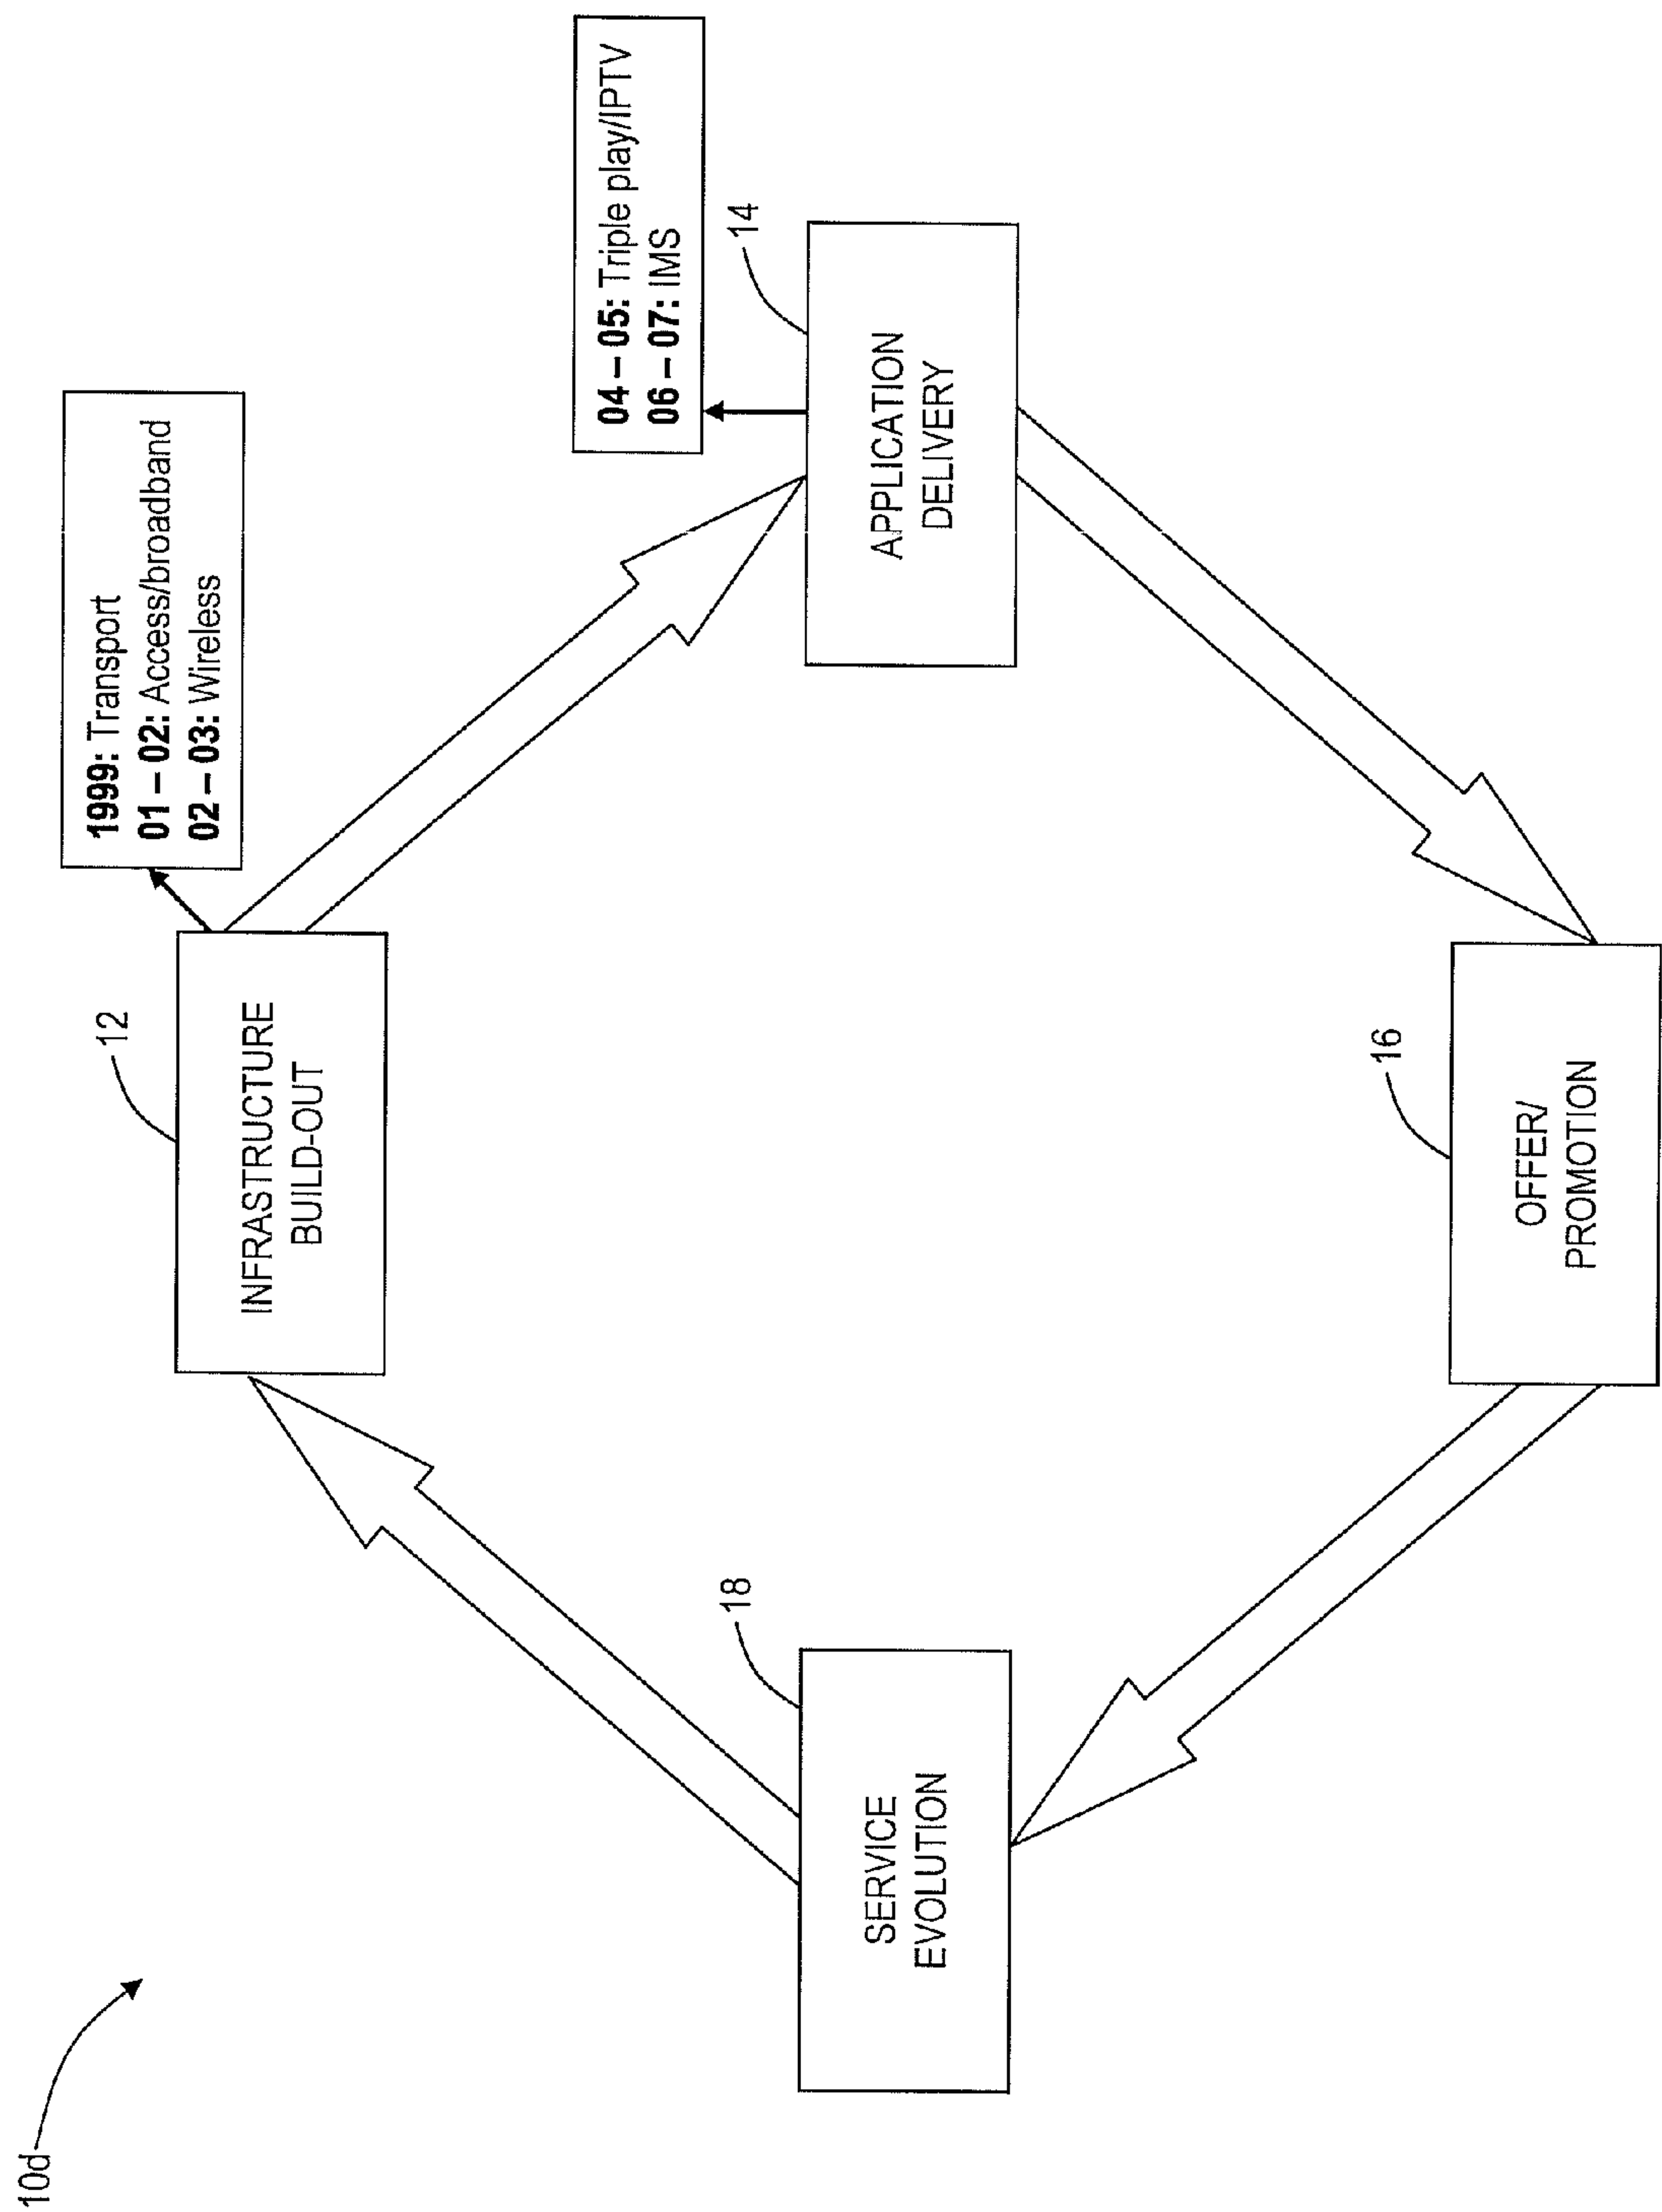 10d
12
INFRASTRUCTURE
BUILD-OUT
1999: Transport
01 – 02: Access/broadband
02 – 03: Wireless
18
SERVICE
EVOLUTION
14
APPLICATION
DELIVERY
04 – 05: Triple play/IPTV
06 – 07: IMS
16
OFFER/
PROMOTION